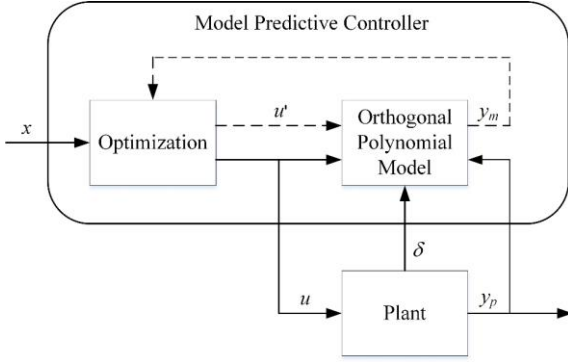 Model Predictive Controller
x
Optimization
u'
Orthogonal
Polynomial
Model
y_m
δ
u
Plant
y_p